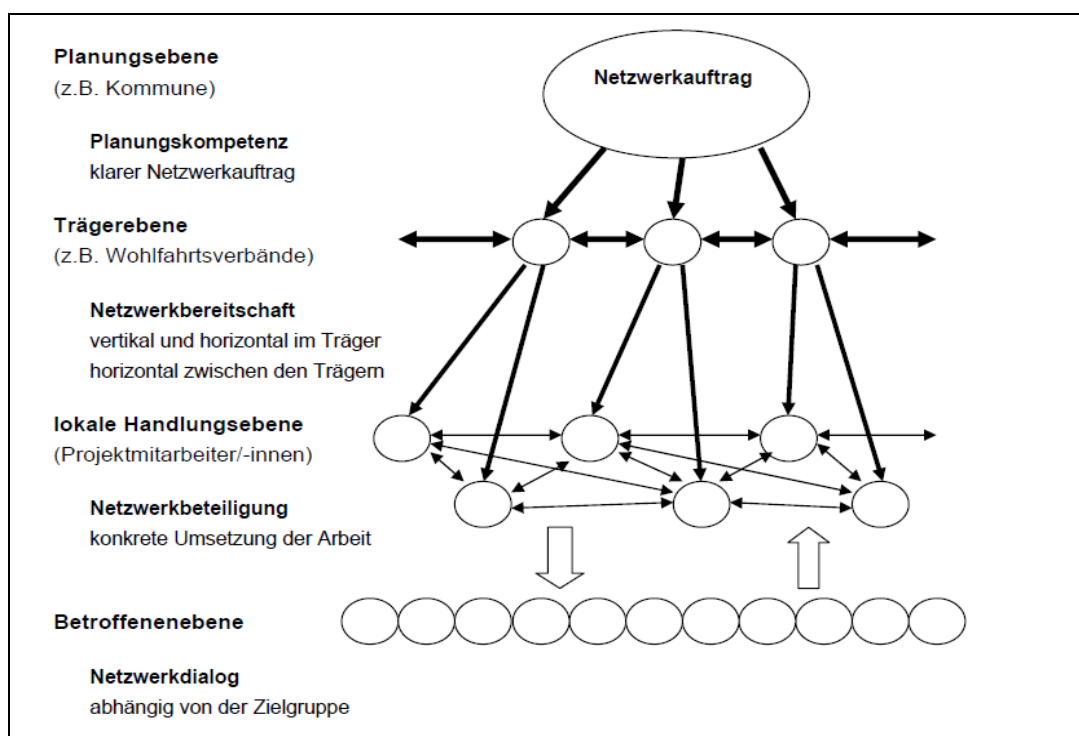 Planungsebene
(z.B. Kommune)
Netzwerkauftrag
Planungskompetenz
klarer Netzwerkauftrag
Trägerebene
(z.B. Wohlfahrtsverbände)
Netzwerkbereitschaft
vertikal und horizontal im Träger
horizontal zwischen den Trägern
lokale Handlungsebene
(Projektmitarbeiter/-innen)
Netzwerkbeteiligung
konkrete Umsetzung der Arbeit
Betroffenenebene
Netzwerkdialog
abhängig von der Zielgruppe